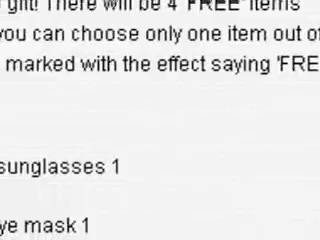 gift! There will be 4 'FREE' items
you can choose only one item out of
marked with the effect saying 'FRE
sunglasses 1
ye mask 1